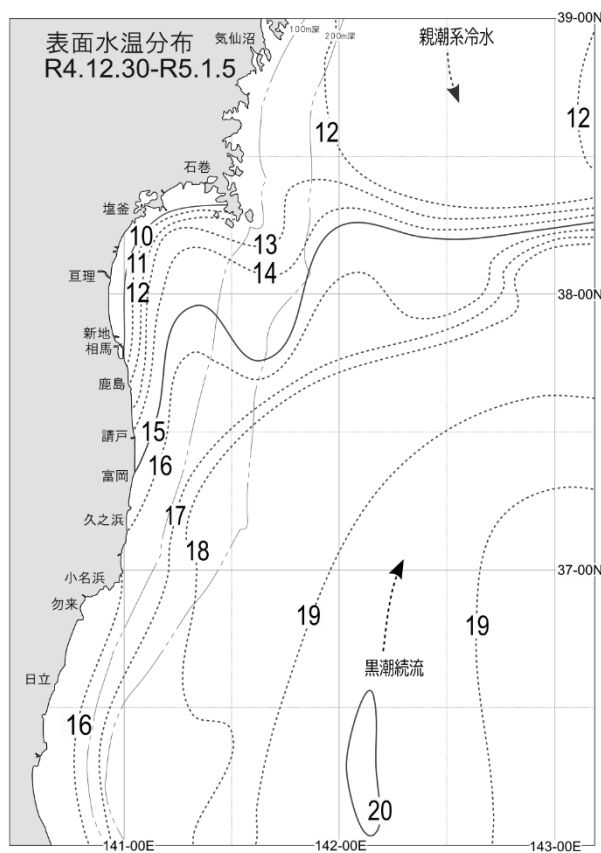 表面水温分布
R4.12.30-R5.1.5
気仙沼
100m深
200m深
親潮系冷水
39-00N
12
12
石巻
塩釜
10
11
12
13
14
亘理
38-00N
新地
相馬
鹿島
請戸
15
16
富岡
17
久之浜
18
小名浜
37-00N
勿来
19
19
黒潮続流
日立
16
20
141-00E
142-00E
143-00E